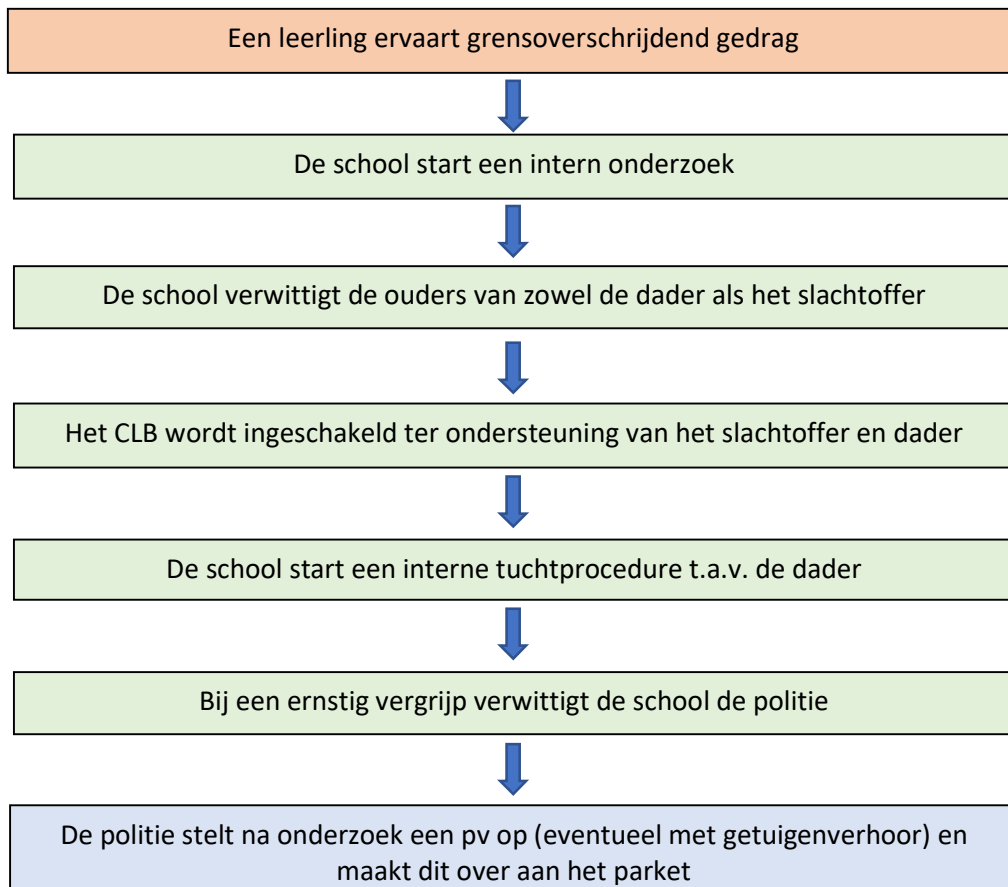 Een leerling ervaart grensoverschrijdend gedrag
De school start een intern onderzoek
De school verwittigt de ouders van zowel de dader als het slachtoffer
Het CLB wordt ingeschakeld ter ondersteuning van het slachtoffer en dader
De school start een interne tuchtprocedure t.a.v. de dader
Bij een ernstig vergrijp verwittigt de school de politie
De politie stelt na onderzoek een pv op (eventueel met getuigenverhoor) en
maakt dit over aan het parket